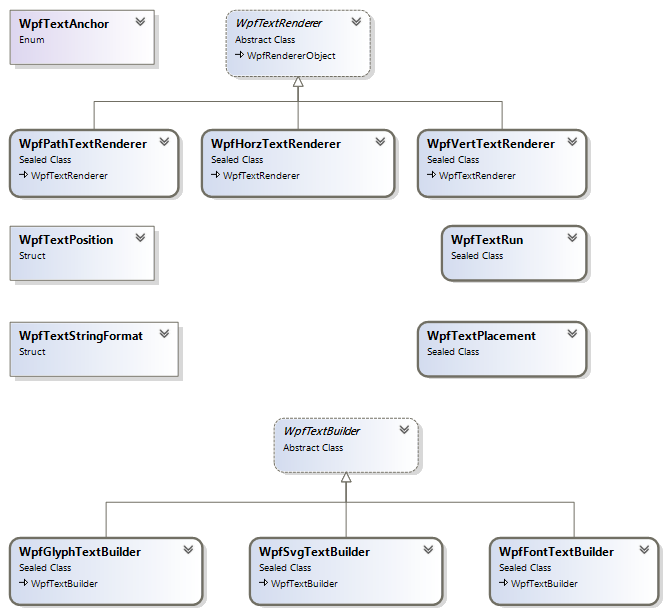 WpfTextAnchor
Enum
WpfTextRenderer
Abstract Class
WpfRendererObject
WpfPathTextRenderer
Sealed Class
WpfTextRenderer
WpfHorzTextRenderer
Sealed Class
WpfTextRenderer
WpfVertTextRenderer
Sealed Class
WpfTextRenderer
WpfTextPosition
Struct
WpfTextRun
Sealed Class
WpfTextStringFormat
Struct
WpfTextPlacement
Sealed Class
WpfTextBuilder
Abstract Class
WpfGlyphTextBuilder
Sealed Class
WpfTextBuilder
WpfSvgTextBuilder
Sealed Class
WpfTextBuilder
WpfFontTextBuilder
Sealed Class
WpfTextBuilder